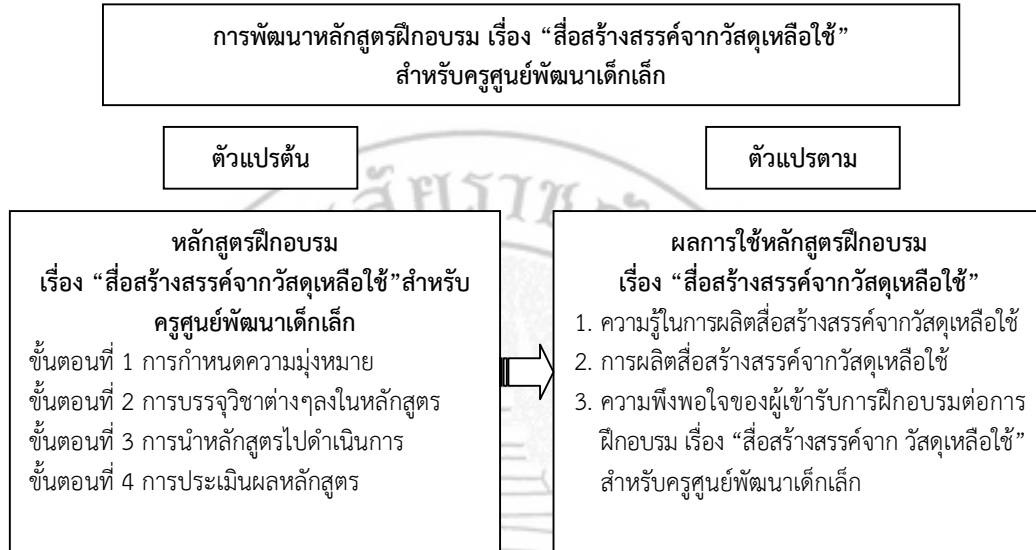 การพัฒนาหลักสูตรฝึกอบรม เรื่อง “สื่อสร้างสรรค์จากวัสดุเหลือใช้”
สำหรับครูศูนย์พัฒนาเด็กเล็ก
ตัวแปรต้น
ตัวแปรตาม
หลักสูตรฝึกอบรม
เรื่อง “สื่อสร้างสรรค์จากวัสดุเหลือใช้”สำหรับ
ครูศูนย์พัฒนาเด็กเล็ก
ขั้นตอนที่ 1 การกำหนดความมุ่งหมาย
ขั้นตอนที่ 2 การบรรจุวิชาต่างๆลงในหลักสูตร
ขั้นตอนที่ 3 การนำหลักสูตรไปดำเนินการ
ขั้นตอนที่ 4 การประเมินผลหลักสูตร
ผลการใช้หลักสูตรฝึกอบรม
เรื่อง “สื่อสร้างสรรค์จากวัสดุเหลือใช้”
1. ความรู้ในการผลิตสื่อสร้างสรรค์จากวัสดุเหลือใช้
2. การผลิตสื่อสร้างสรรค์จากวัสดุเหลือใช้
3. ความพึงพอใจของผู้เข้ารับการฝึกอบรมต่อการ
ฝึกอบรม เรื่อง “สื่อสร้างสรรค์จาก วัสดุเหลือใช้”
สำหรับครูศูนย์พัฒนาเด็กเล็ก